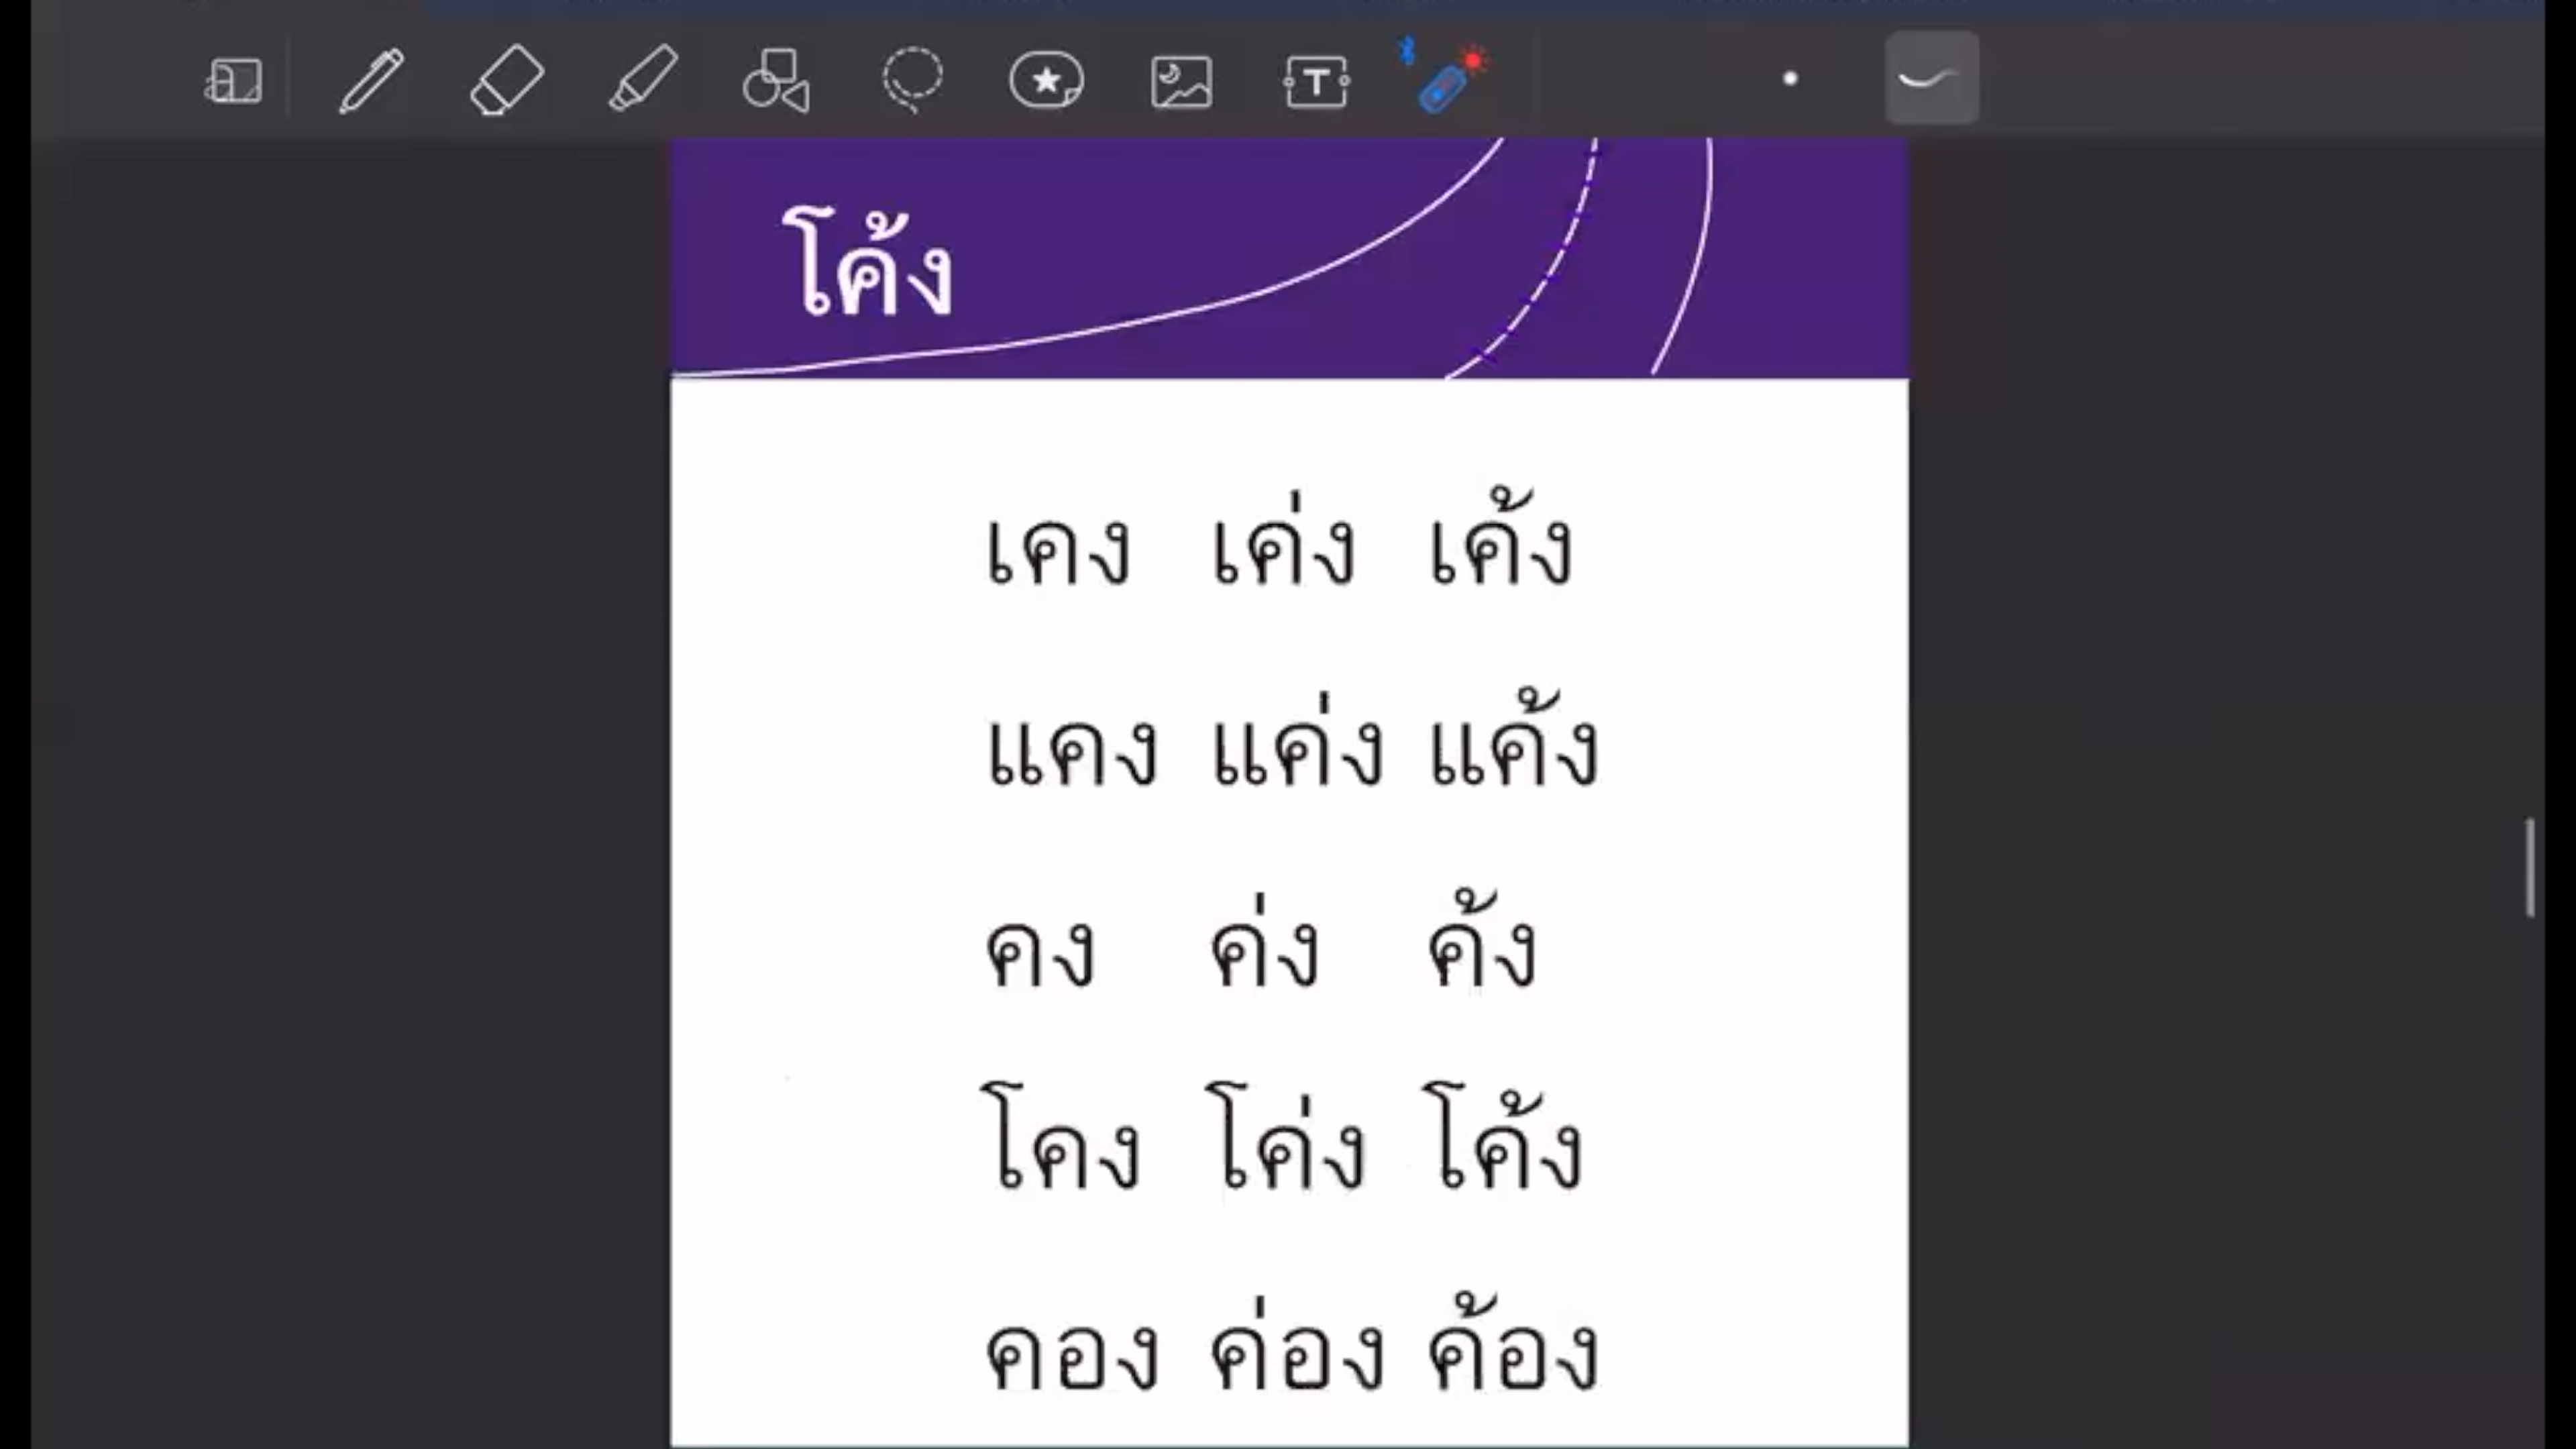 โค้ง
เคง เค่ง เค้ง
แคง แค่ง แค้ง
คง ค่ง ค้ง
โคง โค่ง โค้ง
คอง ค่อง ค้อง